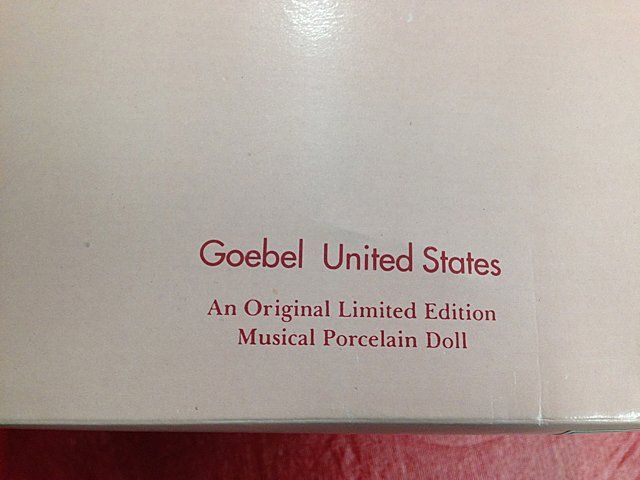 Goebel United States
An Original Limited Edition
Musical Porcelain Doll